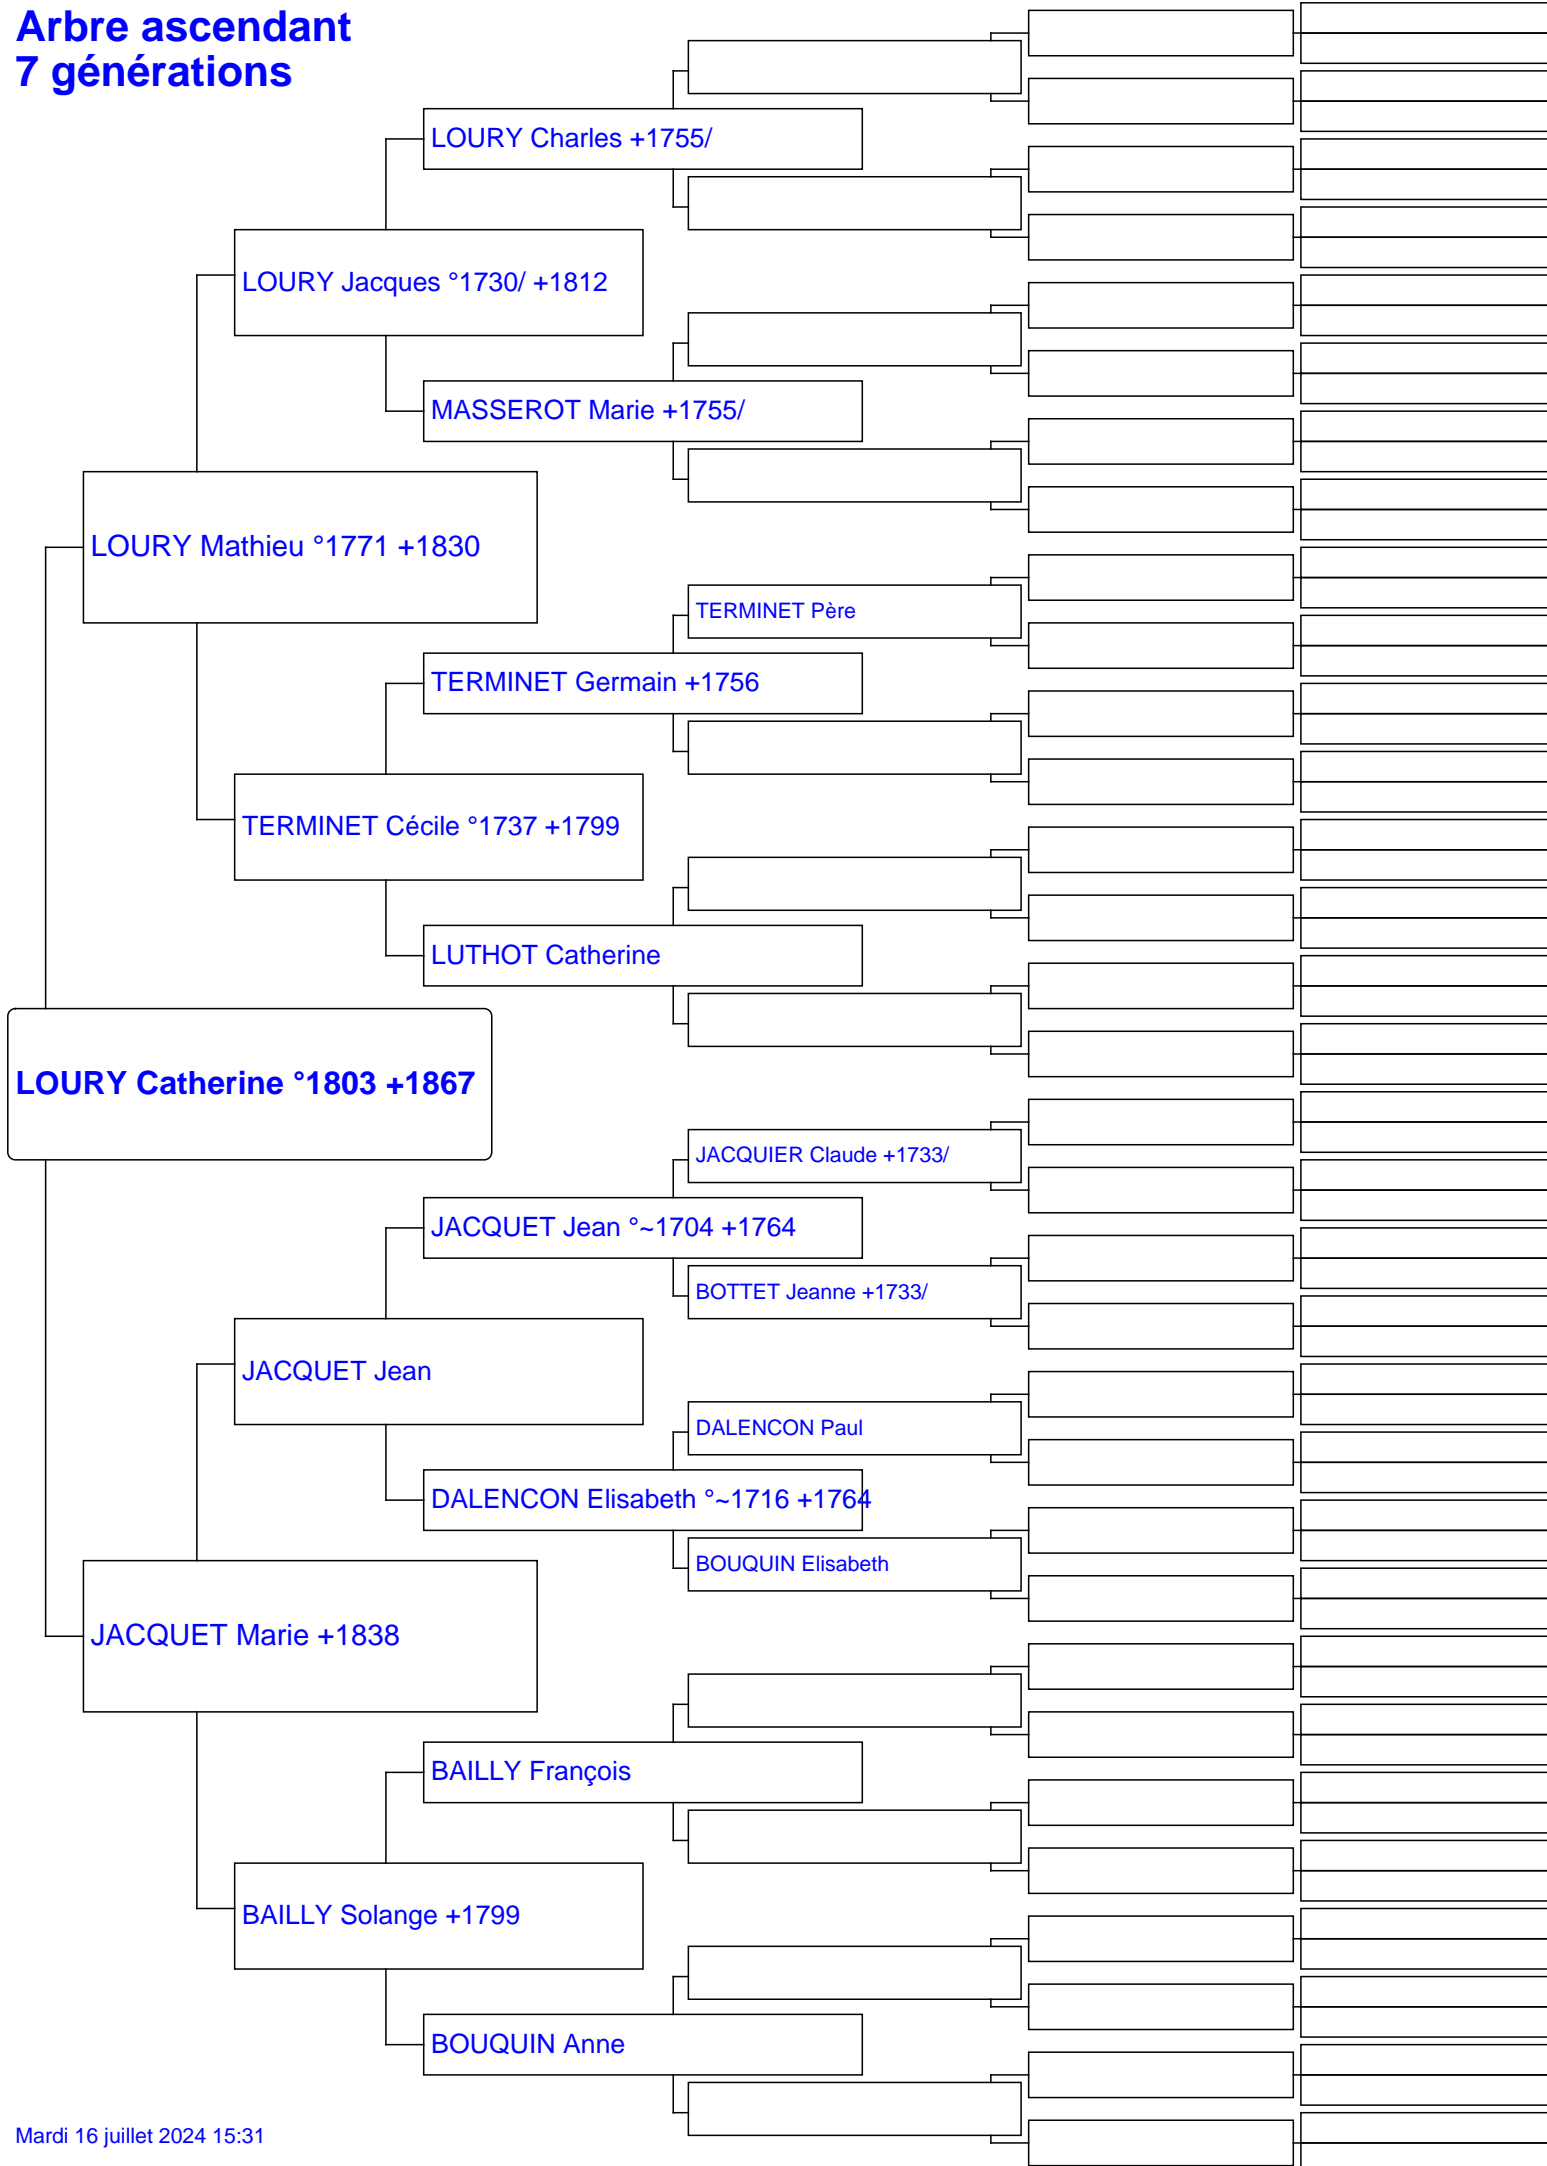 Arbre ascendant
7 générations
LOURY Charles +1755/
LOURY Jacques °1730/ +1812
MASSEROT Marie +1755/
LOURY Mathieu °1771 +1830
TERMINET Père
TERMINET Germain +1756
TERMINET Cécile °1737 +1799
LUTHOT Catherine
LOURY Catherine °1803 +1867
JACQUIER Claude +1733/
JACQUET Jean °~1704 +1764
BOTTET Jeanne +1733/
JACQUET Jean
DALENCON Paul
DALENCON Elisabeth °~1716 +1764
BOUQUIN Elisabeth
JACQUET Marie +1838
BAILLY François
BAILLY Solange +1799
BOUQUIN Anne
Mardi 16 juillet 2024 15:31